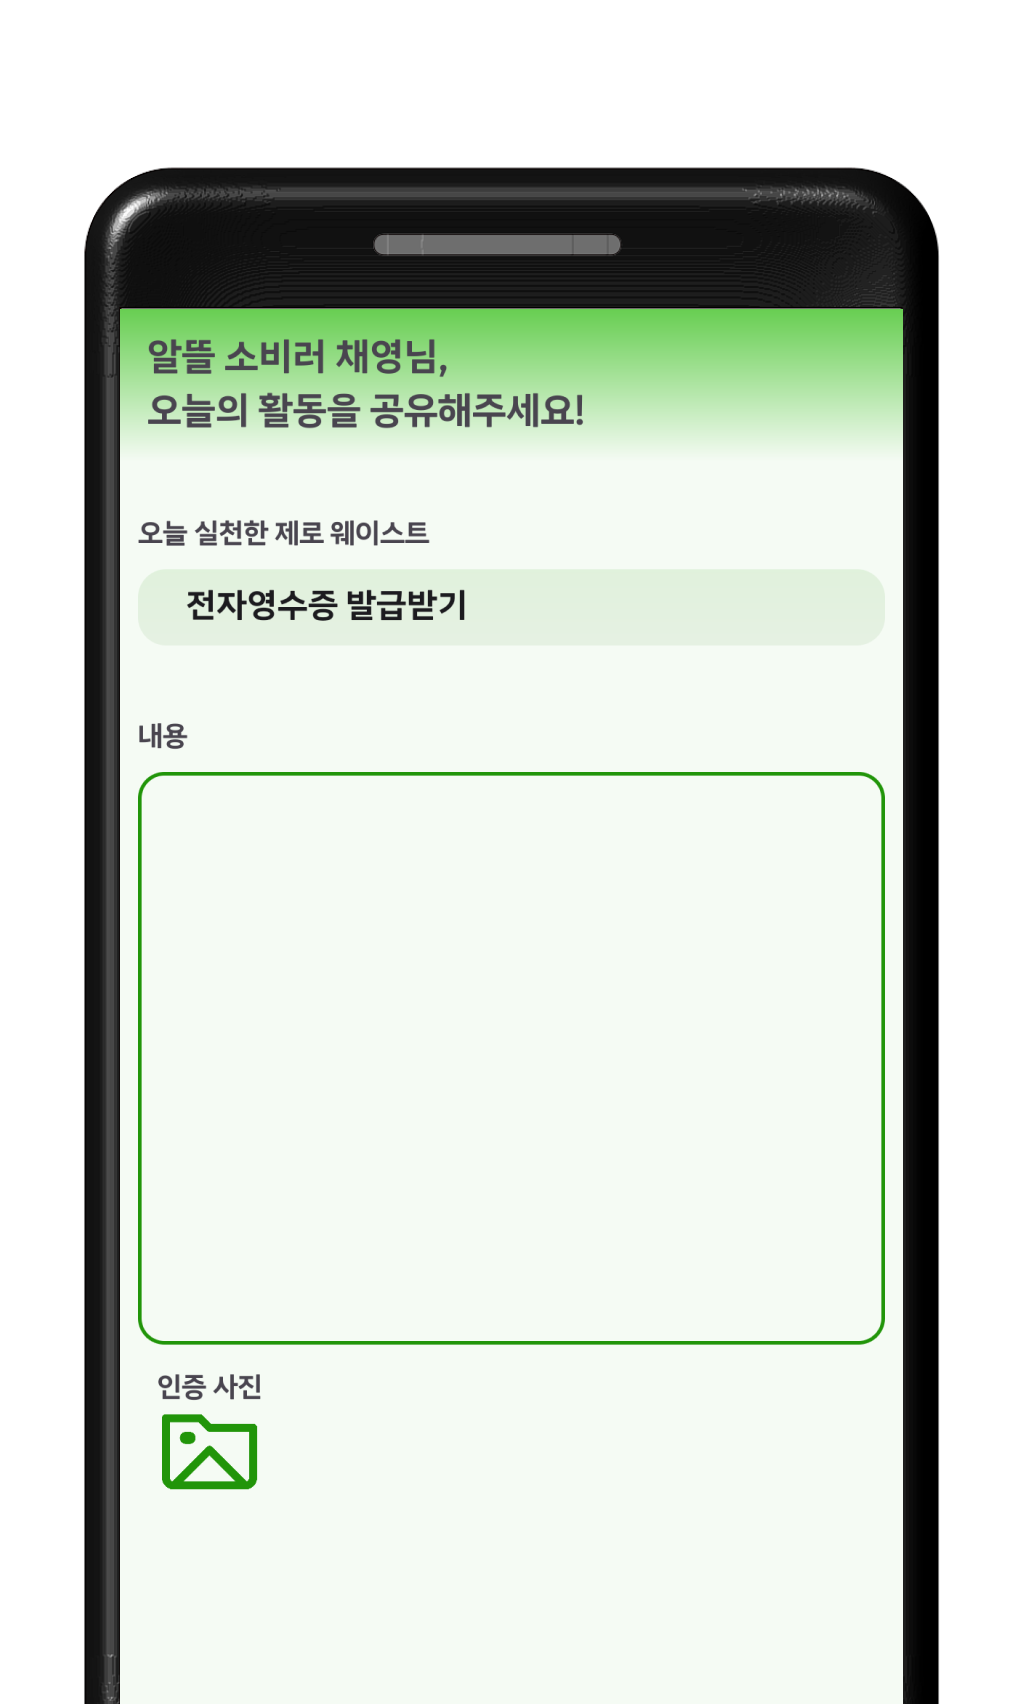 알뜰 소비러 채영님,
오늘의 활동을 공유해주세요!
오늘 실천한 제로 웨이스트
전자영수증 발급받기
내용
인증 사진